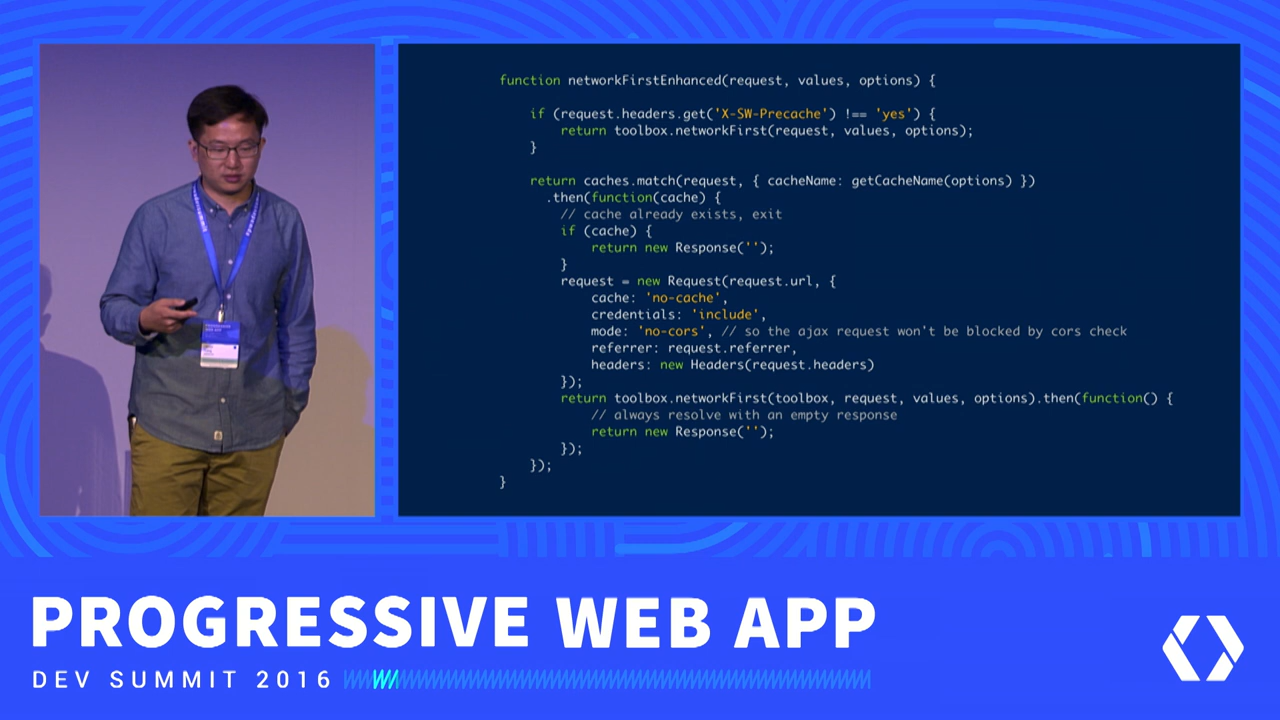 function networkFirstEnhanced(request, values, options) {
if (request.headers.get('X-SW-Precache') !== 'yes') {
return toolbox.networkFirst(request, values, options);
}
return caches.match(request, { cacheName: getCacheName(options) })
.then(function(cache) {
// cache already exists, exit
if (cache) {
return new Response('');
}
request = new Request(request.url, {
cache: 'no-cache',
credentials: 'include',
mode: 'no-cors', // so the ajax request won't be blocked by cors check
referrer: request.referrer,
headers: new Headers(request.headers)
});
return toolbox.networkFirst(toolbox, request, values, options).then(function() {
// always resolve with an empty response
return new Response('');
});
});
}
PROGRESSIVE WEB APP
DEV SUMMIT 2016